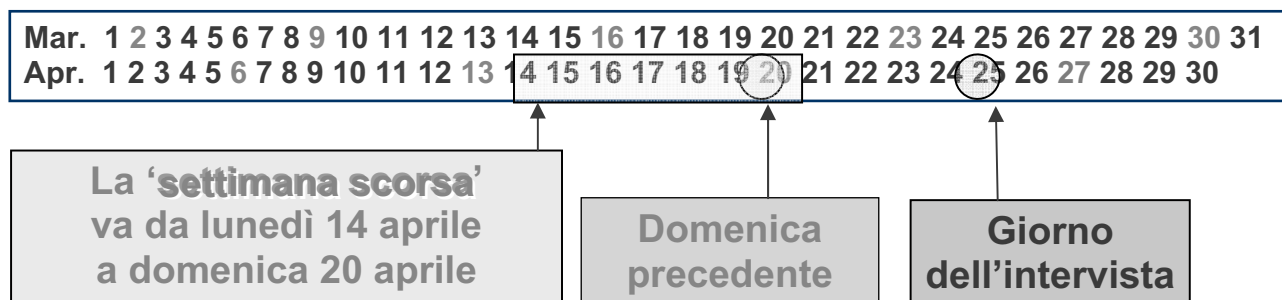 Mar. 1 2 3 4 5 6 7 8 9 10 11 12 13 14 15 16 17 18 19 20 21 22 23 24 25 26 27 28 29 30 31
Apr. 1 2 3 4 5 6 7 8 9 10 11 12 13 14 15 16 17 18 19 20 21 22 23 24 25 26 27 28 29 30
La ‘settimana scorsa’
va da lunedì 14 aprile
a domenica 20 aprile
Domenica
precedente
Giorno
dell’intervista